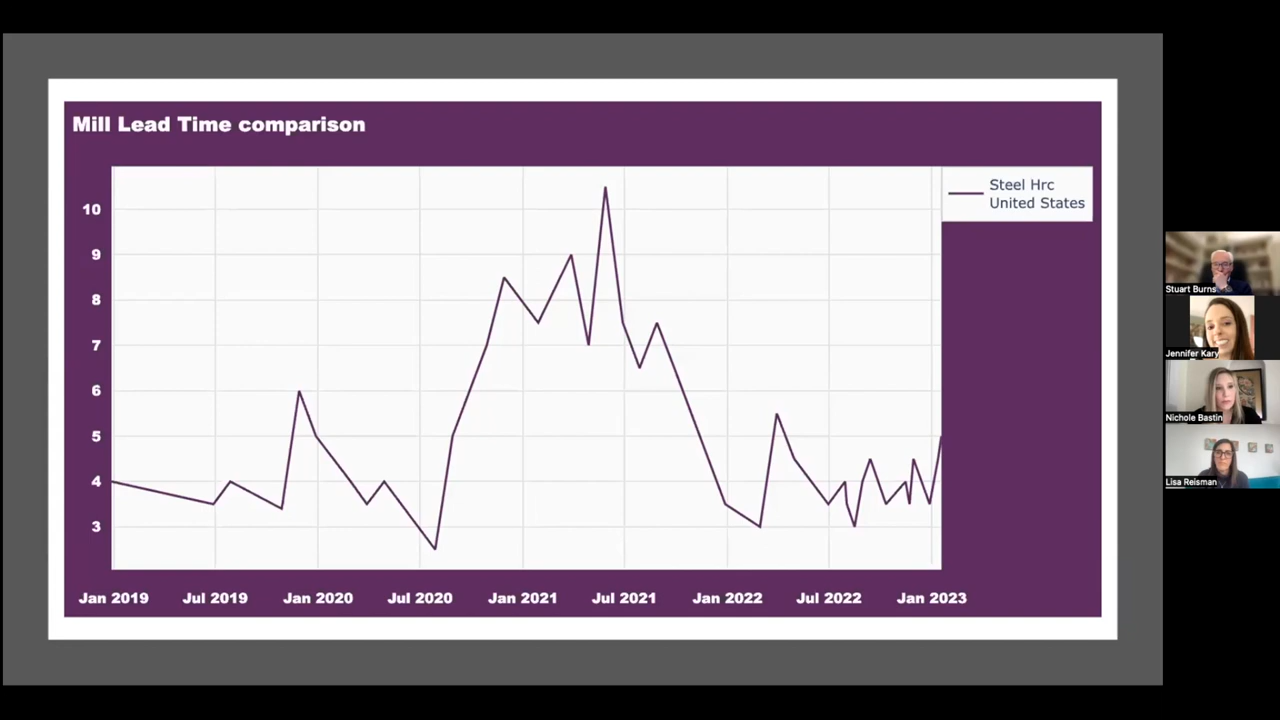 Mill Lead Time comparison
10
9
8
7
6
5
4
3
Jan 2019 Jul 2019 Jan 2020 Jul 2020 Jan 2021 Jul 2021 Jan 2022 Jul 2022 Jan 2023
Steel Hrc
United States
Stuart Burns
Jennifer Kary
Nichole Bastin
Lisa Reisman